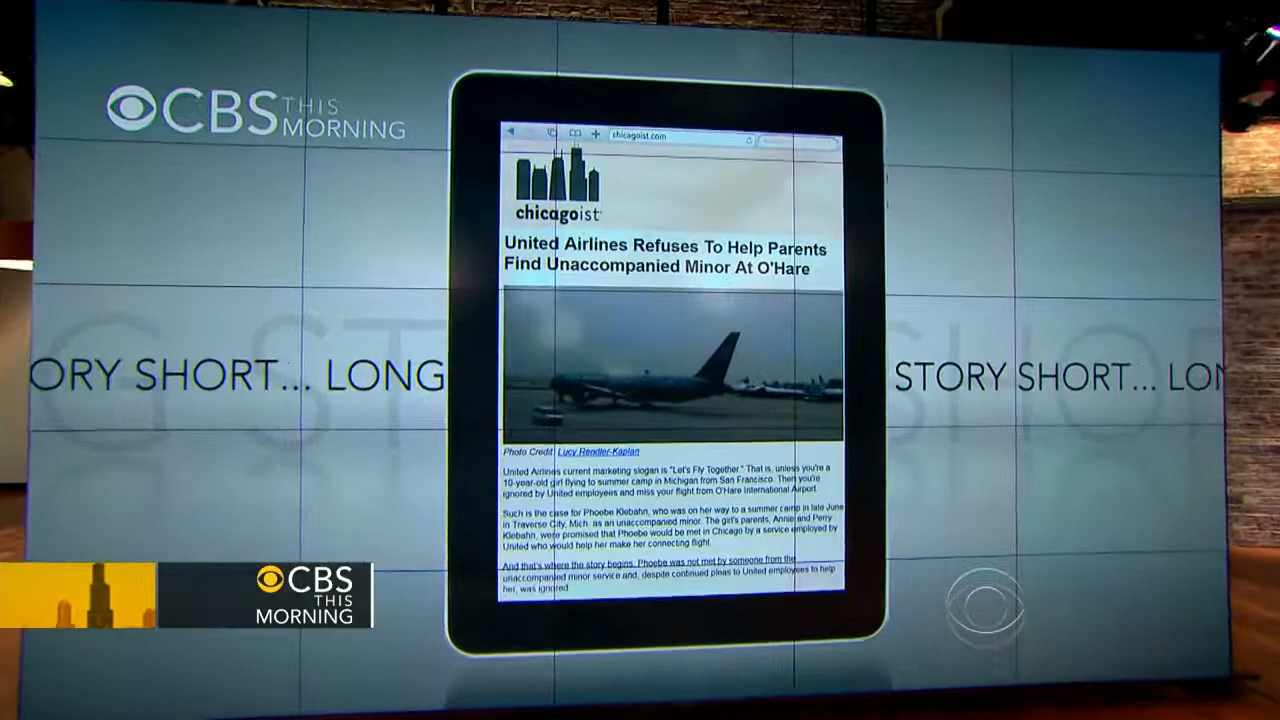 CBS THIS
MORNING
chicagoist.com
chicagoist
United Airlines Refuses To Help Parents
Find Unaccompanied Minor At O'Hare
ORY SHORT... LONG
STORY SHORT... LON
Photo Credit: Lucy Rendler-Kaplan
United Airlines current marketing slogan is "Let's Fly Together." That is, unless you're a
10-year-old girl flying to summer camp in Michigan from San Francisco. Then you're
ignored by United employees and miss your flight from O'Hare International Airport.
Such is the case for Phoebe Klebahn, who was on her way to a summer camp in late June
in Traverse City, Mich. as an unaccompanied minor. The girl's parents, Annie and Perry
Klebahn, were promised that Phoebe would be met in Chicago by a service employed by
United who would help her make her connecting flight.
And that's where the story begins. Phoebe was not met by someone from the
unaccompanied minor service and, despite continued pleas to United employees to help
her, was ignored
CBS
THIS
MORNING